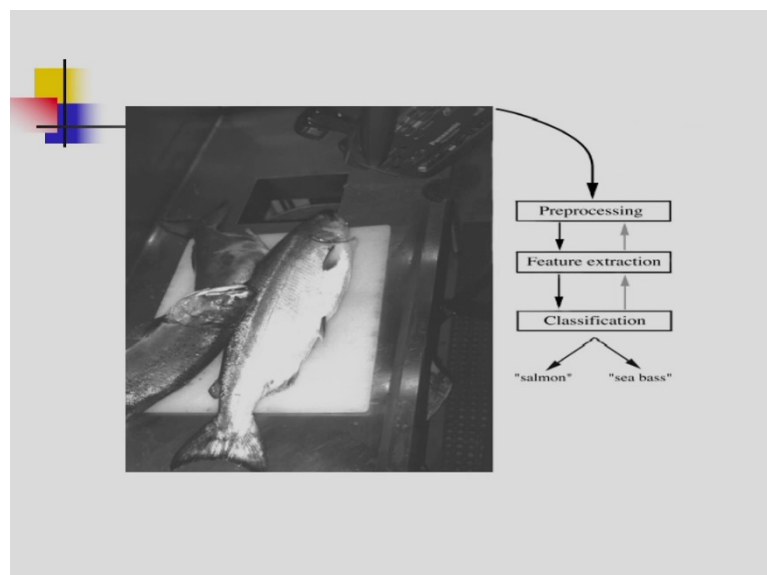 Preprocessing
Feature extraction
Classification
"salmon" "sea bass"